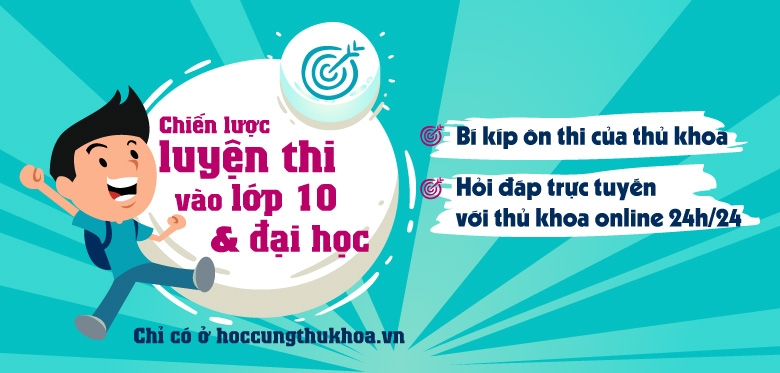 Chiến lược
luyện thi
vào lớp 10
& đại học
Bí kíp ôn thi của thủ khoa
Hỏi đáp trực tuyến
với thủ khoa online 24h/24
Chỉ có ở hoccungthukhoa.vn